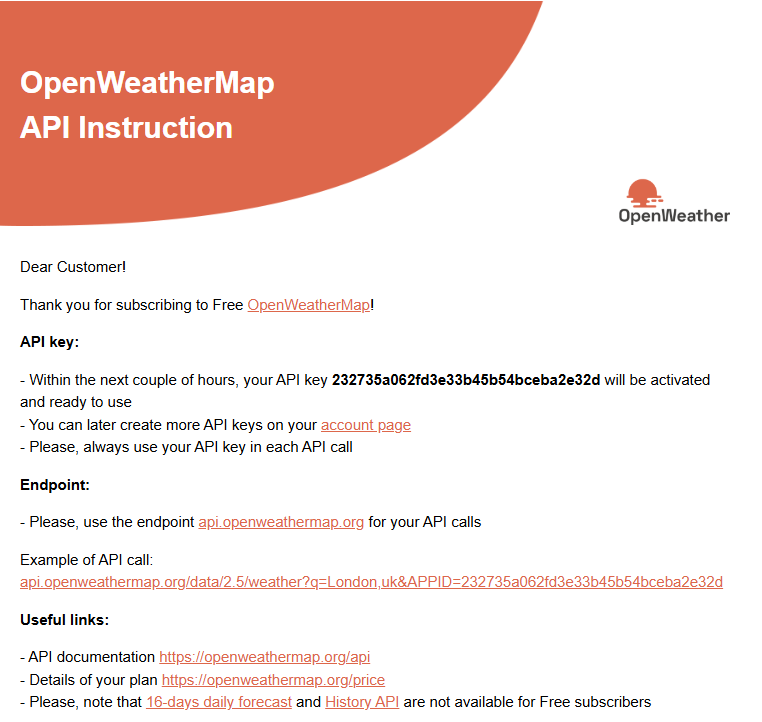 OpenWeatherMap
API Instruction
OpenWeather
Dear Customer!
Thank you for subscribing to Free OpenWeatherMap!
API key:
- Within the next couple of hours, your API key 232735a062fd3e33b45b54bceba2e32d will be activated
and ready to use
- You can later create more API keys on your account page
- Please, always use your API key in each API call
Endpoint:
- Please, use the endpoint api.openweathermap.org for your API calls
Example of API call:
api.openweathermap.org/data/2.5/weather?q=London,uk&APPID=232735a062fd3e33b45b54bceba2e32d
Useful links:
- API documentation https://openweathermap.org/api
- Details of your plan https://openweathermap.org/price
- Please, note that 16-days daily forecast and History API are not available for Free subscribers